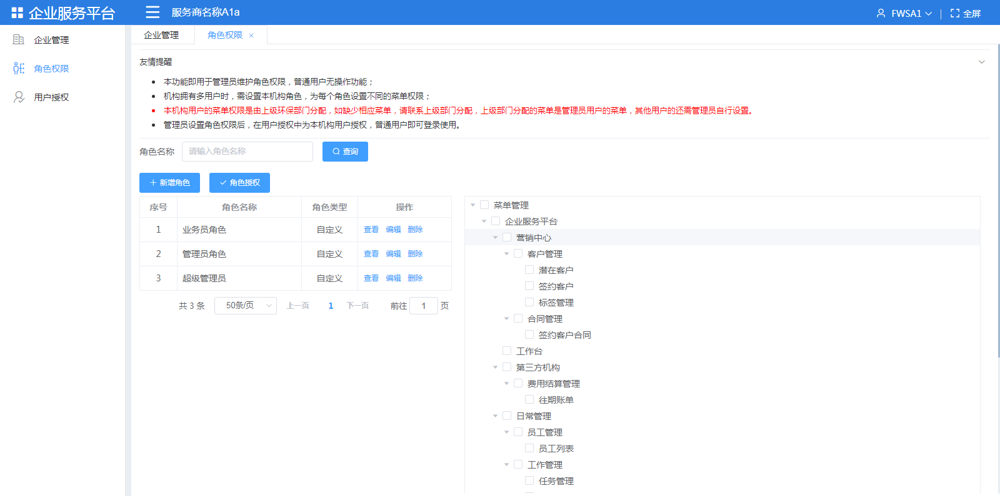 企业服务平台 服务商名称A1a FWSA1 全屏
企业管理
角色权限
用户授权
企业管理 角色权限
友情提醒
本功能即用于管理员维护角色权限，普通用户无操作功能；
机构拥有多用户时，需设置本机构角色，为每个角色设置不同的菜单权限；
本机构用户的菜单权限是由上级环保部门分配，如缺少相应菜单，请联系上级部门分配，上级部门分配的菜单是管理员用户的菜单，其他用户的还需管理员自行设置。
管理员设置角色权限后，在用户授权中为本机构用户授权，普通用户即可登录使用。
角色名称 请输入角色名称 查询
新增角色 角色授权
序号 角色名称 角色类型 操作
1 业务员角色 自定义 查看 编辑 删除
2 管理员角色 自定义 查看 编辑 删除
3 超级管理员 自定义 查看 编辑 删除
共 3 条 50条/页 上一页 1 下一页 前往 1 页
菜单管理
企业服务平台
营销中心
客户管理
潜在客户
签约客户
标签管理
合同管理
签约客户合同
工作台
第三方机构
费用结算管理
往期账单
日常管理
员工管理
员工列表
工作管理
任务管理